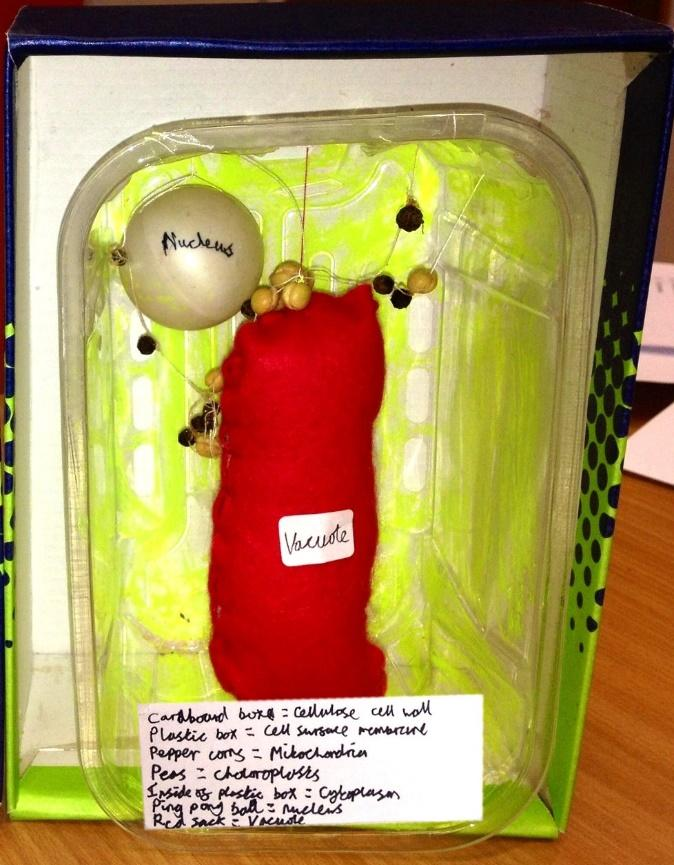 Nucleus
Vacuole
Cardboard box = Cellulose cell wall
Plastic box = Cell surface membrane
Pepper corns = Mitochondria
Peas = chloroplasts
Inside of plastic box = Cytoplasm
Ping pong ball = nucleus
Red sack = Vacuole